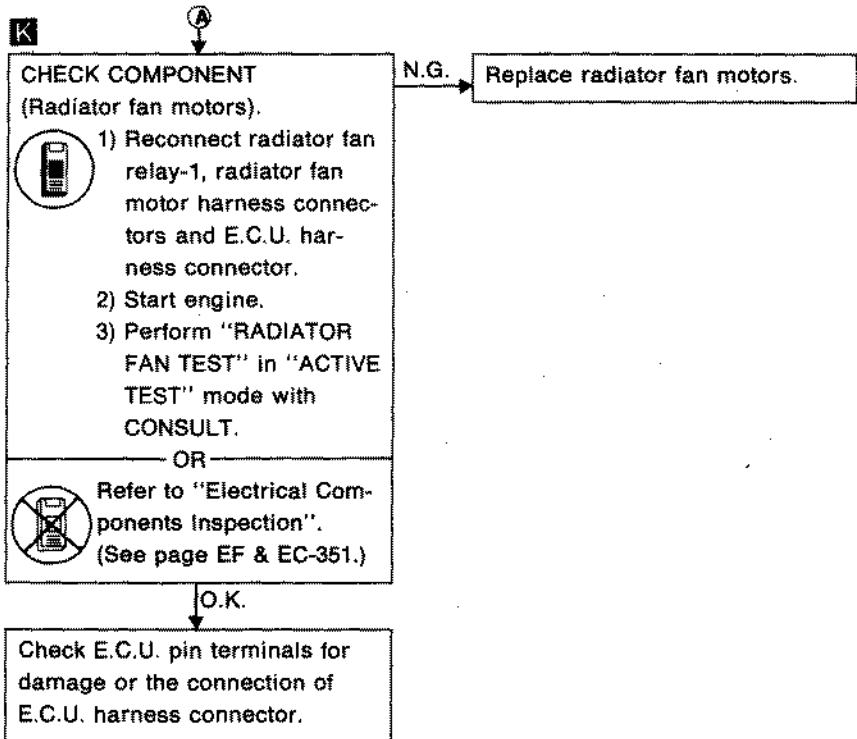 A
K
CHECK COMPONENT
(Radiator fan motors).
1) Reconnect radiator fan
relay-1, radiator fan
motor harness connec-
tors and E.C.U. har-
ness connector.
2) Start engine.
3) Perform "RADIATOR
FAN TEST" in "ACTIVE
TEST" mode with
CONSULT.
OR
Refer to "Electrical Com-
ponents Inspection".
(See page EF & EC-351.)
N.G.
Replace radiator fan motors.
O.K.
Check E.C.U. pin terminals for
damage or the connection of
E.C.U. harness connector.